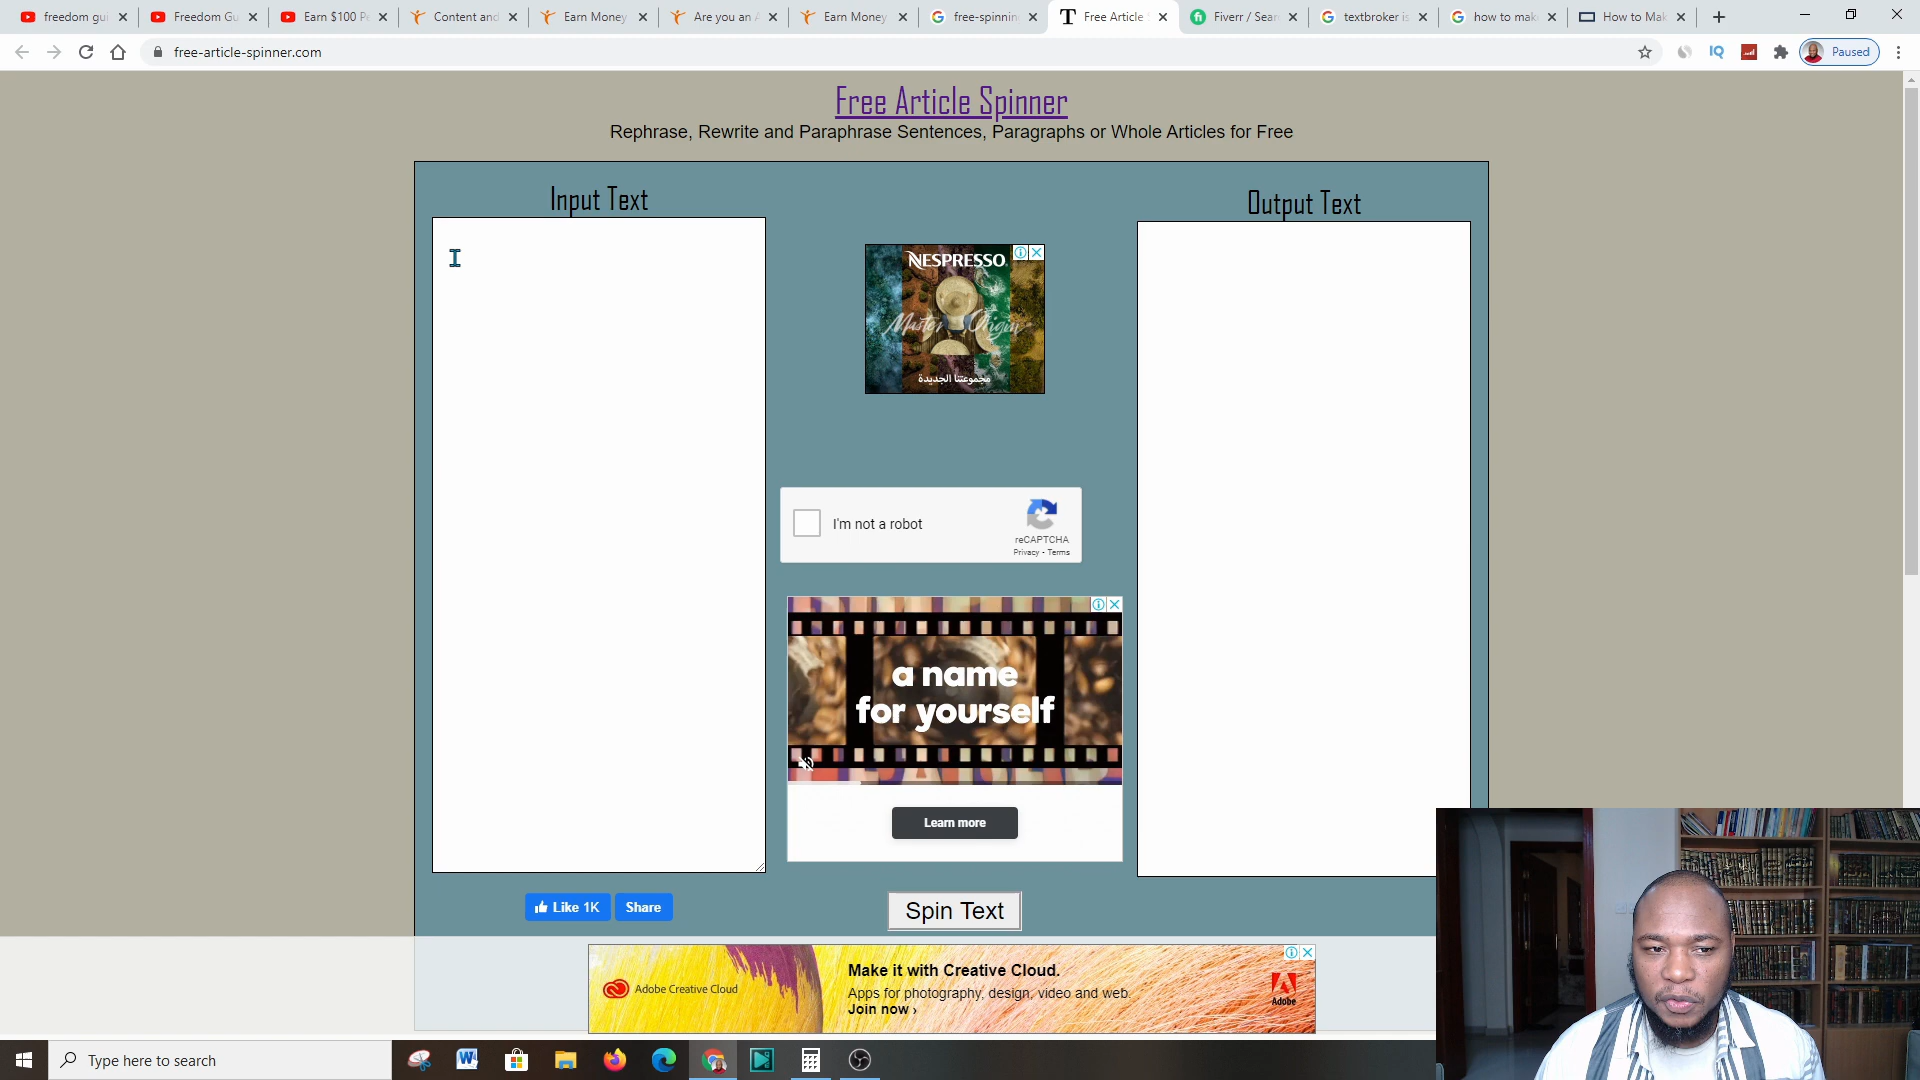 freedom gui
Freedom Gu
Earn $100 Pe
Content and
Earn Money
Are you an A
Earn Money
free-spinnin
Free Article S
Fiverr / Sear
textbroker is
how to mak
How to Mak
free-article-spinner.com
IQ
Paused
Free Article Spinner
Rephrase, Rewrite and Paraphrase Sentences, Paragraphs or Whole Articles for Free
Input Text
Output Text
NESPRESSO
Master Origin
مجموعتنا الجديدة
I'm not a robot
reCAPTCHA
Privacy - Terms
a name
for yourself
Learn more
Like 1K
Share
Spin Text
Adobe Creative Cloud
Make it with Creative Cloud.
Apps for photography, design, video and web.
Join now ›
Adobe
Type here to search